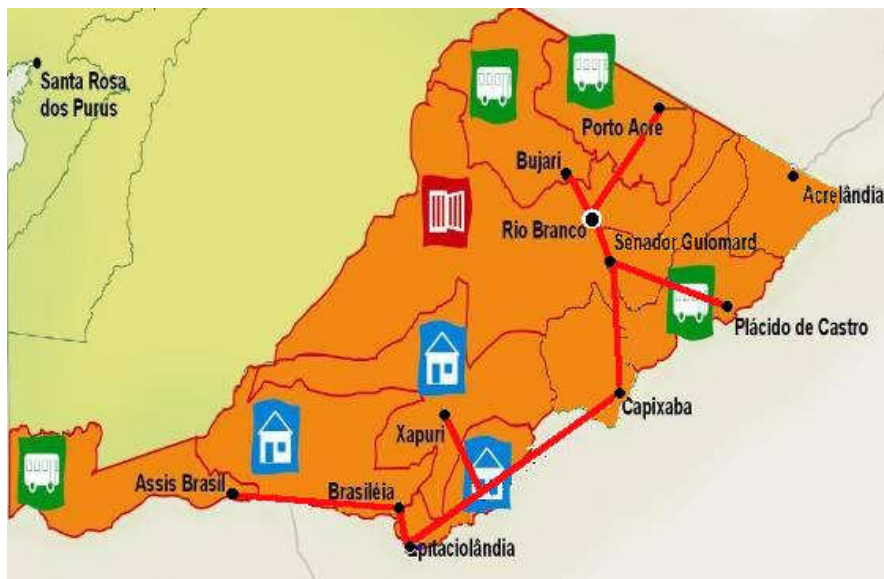 Santa Rosa
dos Purus
Porto Acre
Bujari
Acrelândia
Rio Branco
Senador Guiomard
Plácido de Castro
Capixaba
Xapuri
Assis Brasil
Brasiléia
Epitaciolândia